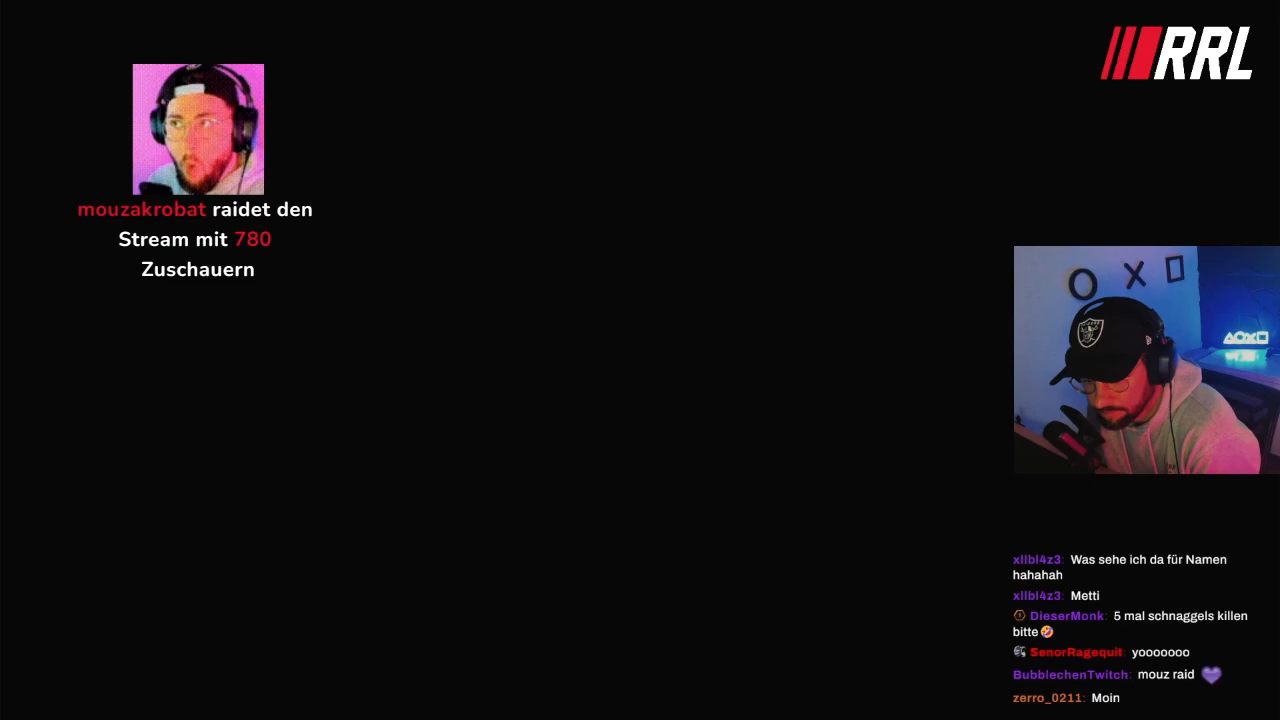 RRL
mouzakrobat raidet den
Stream mit 780
Zuschauern
xllbl4z3: Was sehe ich da für Namen
hahahah
xllbl4z3: Metti
DieserMonk: 5 mal schnaggels killen
bitte🤣
SenorRagequit: yooooooo
BubblechenTwitch: mouz raid 💜
zerro_0211: Moin